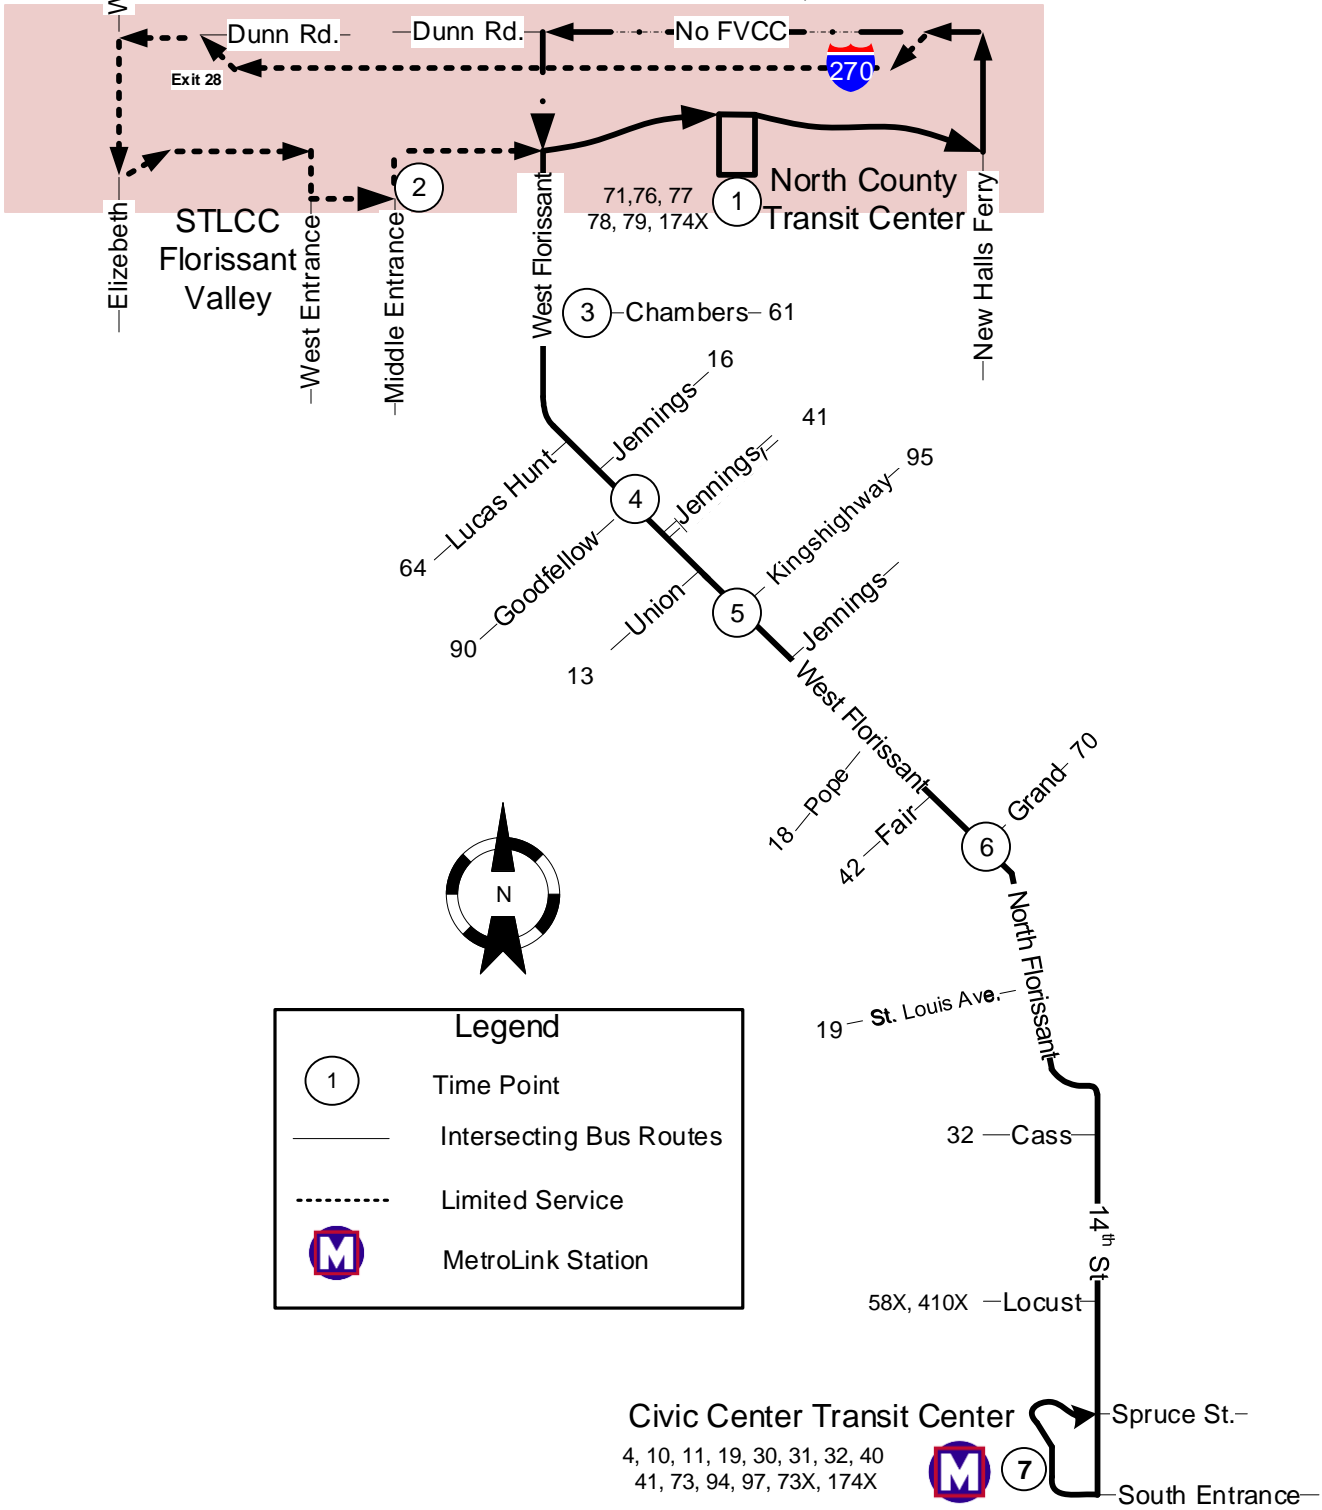 W
Dunn Rd.
Dunn Rd.
No FVCC
Exit 28
270
2
1
71,76, 77
78, 79, 174X
North County
Transit Center
STLCC
Florissant
Valley
Elizebeth
West Entrance
Middle Entrance
West Florissant
New Halls Ferry
3
Chambers
61
16
Jennings
41
Jennings,
Kingshighway
95
Lucas Hunt
64
4
Goodfellow
90
Union
13
5
Jennings
West Florissant
Pope
18
Fair
42
Grand
70
6
N
North Florissant
19
St. Louis Ave.
Legend
1
Time Point
Intersecting Bus Routes
Limited Service
M
MetroLink Station
32
Cass
14th St
58X, 410X
Locust
Civic Center Transit Center
4, 10, 11, 19, 30, 31, 32, 40
41, 73, 94, 97, 73X, 174X
M
7
Spruce St.
South Entrance